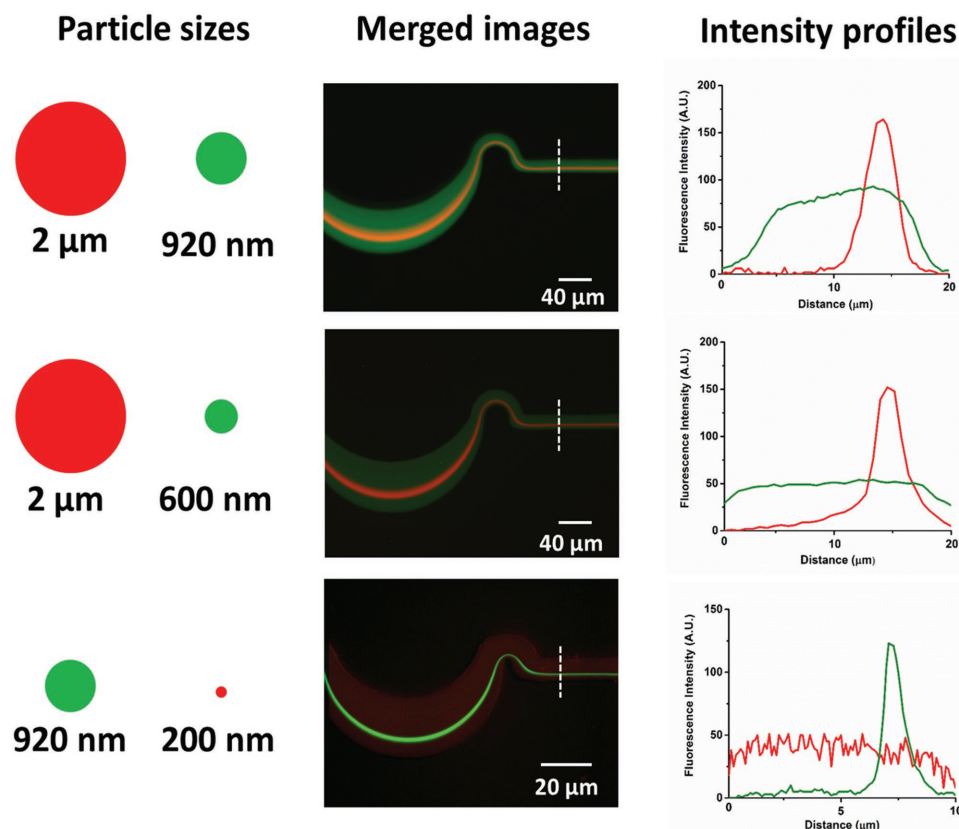 Particle sizes
Merged images
Intensity profiles
2 µm
920 nm
40 µm
Fluorescence Intensity (A.U.)
200
150
100
50
0
0
10
20
Distance (µm)
2 µm
600 nm
40 µm
Fluorescence Intensity (A.U.)
200
150
100
50
0
0
10
20
Distance (µm)
920 nm
200 nm
20 µm
Fluorescence Intensity (A.U.)
150
100
50
0
0
5
10
Distance (µm)